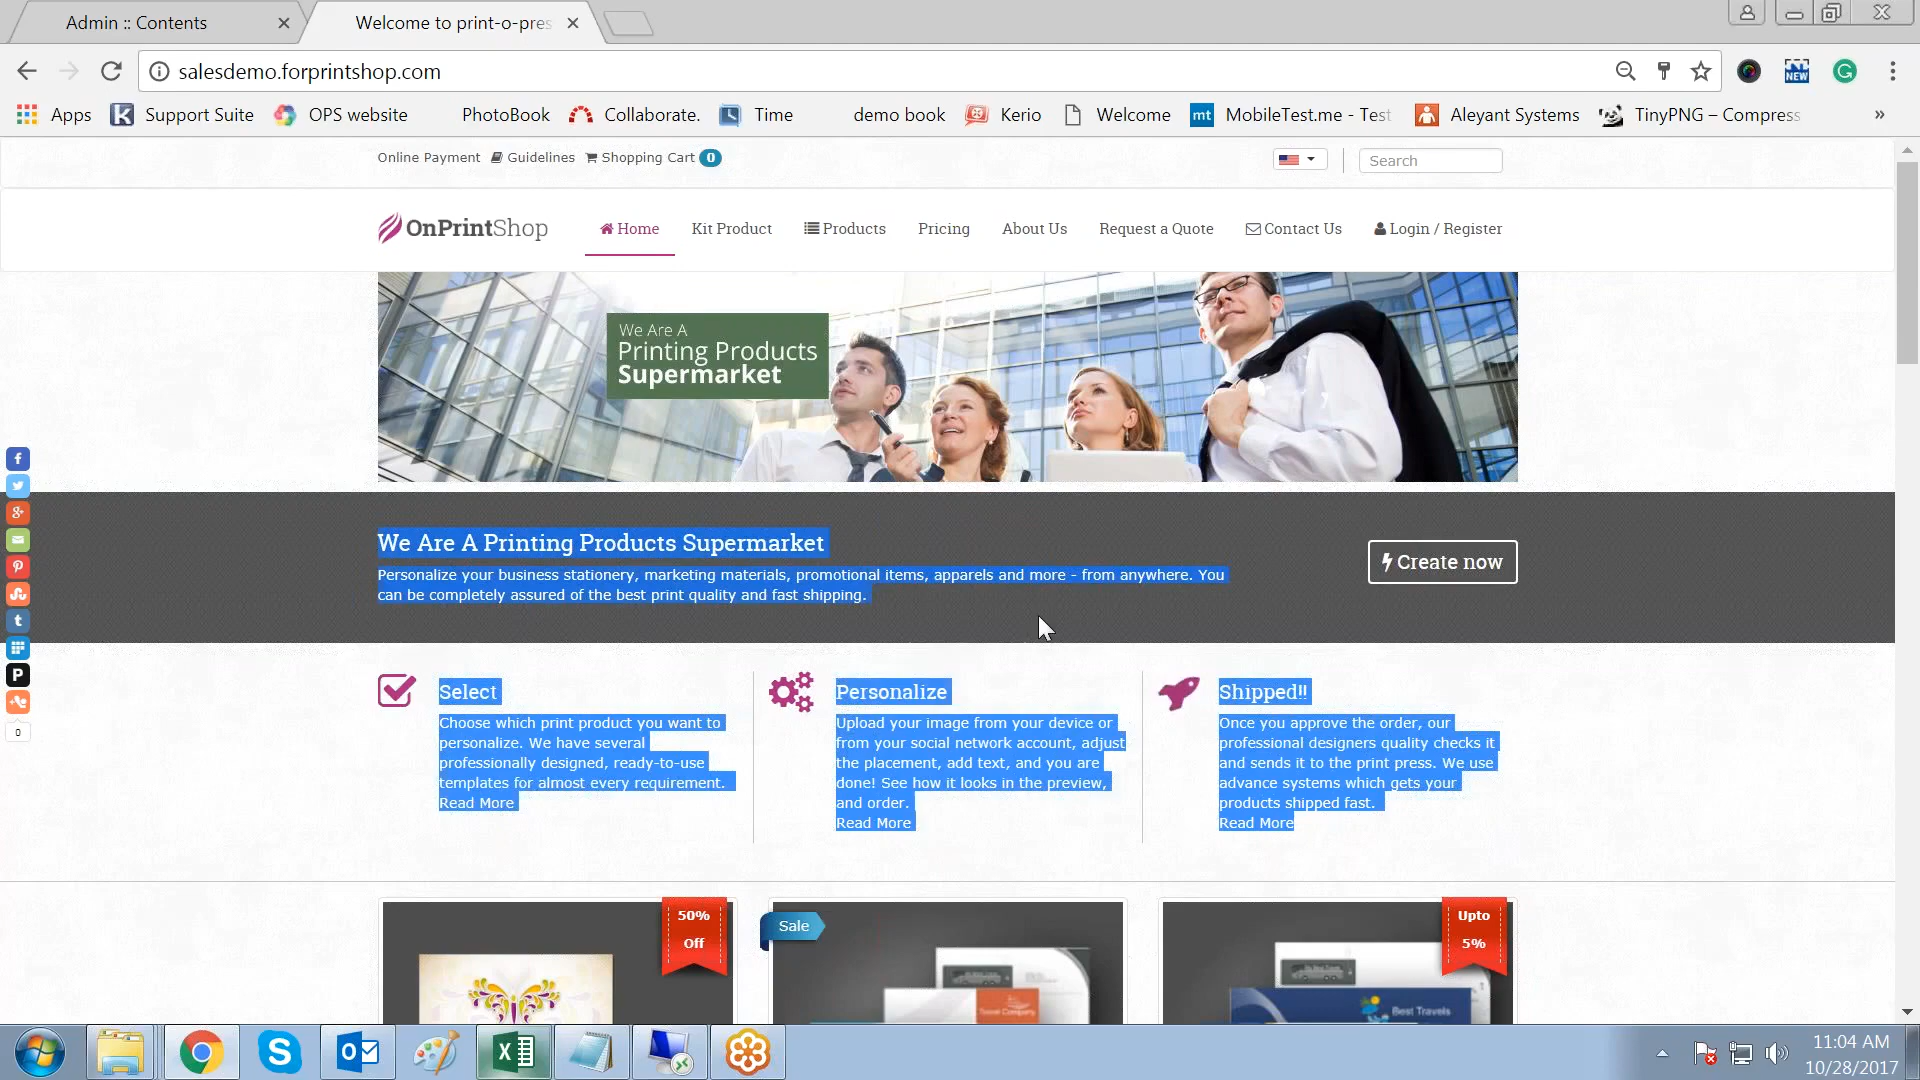 Admin :: Contents
Welcome to print-o-pres
salesdemo.forprintshop.com
NEW
Apps
Support Suite
OPS website
PhotoBook
Collaborate.
Time
demo book
Kerio
Welcome
mt
MobileTest.me - Test
Aleyant Systems
TinyPNG – Compress
»
Online Payment
Guidelines
Shopping Cart 0
Search
OnPrintShop
Home
Kit Product
Products
Pricing
About Us
Request a Quote
Contact Us
Login / Register
We Are A
Printing Products
Supermarket
We Are A Printing Products Supermarket
Personalize your business stationery, marketing materials, promotional items, apparels and more - from anywhere. You
can be completely assured of the best print quality and fast shipping.
Create now
Select
Choose which print product you want to
personalize. We have several
professionally designed, ready-to-use
templates for almost every requirement.
Read More
Personalize
Upload your image from your device or
from your social network account, adjust
the placement, add text, and you are
done! See how it looks in the preview,
and order.
Read More
Shipped!!
Once you approve the order, our
professional designers quality checks it
and sends it to the print press. We use
advance systems which gets your
products shipped fast.
Read More
0
50%
Off
Sale
Travel Company
Upto
5%
Best Travels
11:04 AM
10/28/2017